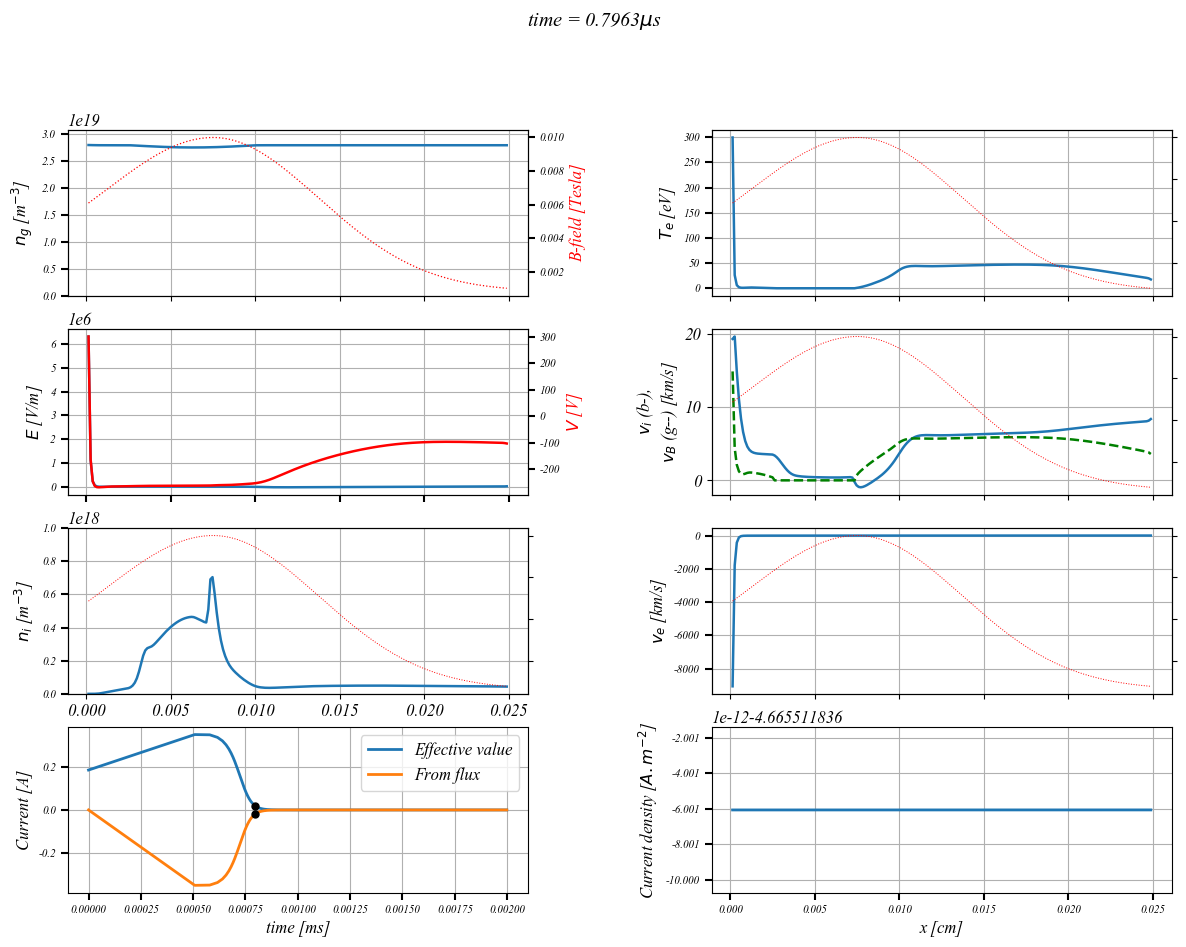 time = 0.7963μs
1e19
3.0
2.5
2.0
1.5
1.0
0.5
0.0
n_g [m⁻³]
0.010
0.008
0.006
0.004
0.002
B-field [Tesla]
300
250
200
150
100
50
0
T_e [eV]
1e6
6
5
4
3
2
1
0
E [V/m]
300
200
100
0
-100
-200
V [V]
20
10
0
v_i (b-),
v_B (g--) [km/s]
1e18
1.0
0.8
0.6
0.4
0.2
0.0
n_i [m⁻³]
0.000 0.005 0.010 0.015 0.020 0.025
0
-2000
-4000
-6000
-8000
v_e [km/s]
0.2
0.0
-0.2
Current [A]
Effective value
From flux
0.00000 0.00025 0.00050 0.00075 0.00100 0.00125 0.00150 0.00175 0.00200
time [ms]
1e-12-4.665511836
-2.001
-4.001
-6.001
-8.001
-10.000
Current density [A.m⁻²]
0.000 0.005 0.010 0.015 0.020 0.025
x [cm]